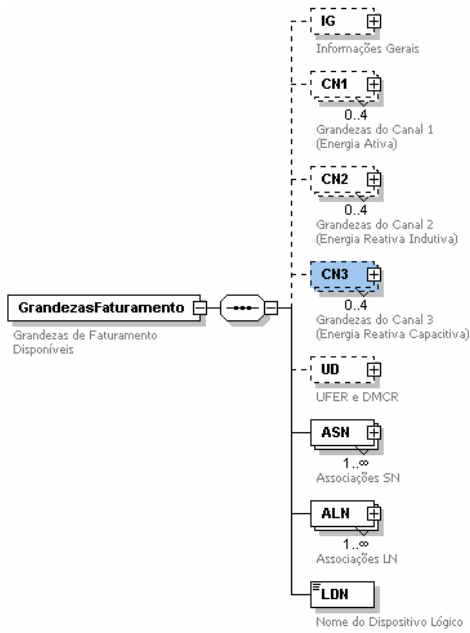 IG
Informações Gerais
CN1
0..4
Grandezas do Canal 1
(Energia Ativa)
CN2
0..4
Grandezas do Canal 2
(Energia Reativa Indutiva)
CN3
0..4
Grandezas do Canal 3
(Energia Reativa Capacitiva)
GrandezasFaturamento
Grandezas de Faturamento
Disponíveis
UD
UFER e DMCR
ASN
1..∞
Associações SN
ALN
1..∞
Associações LN
LDN
Nome do Dispositivo Lógico